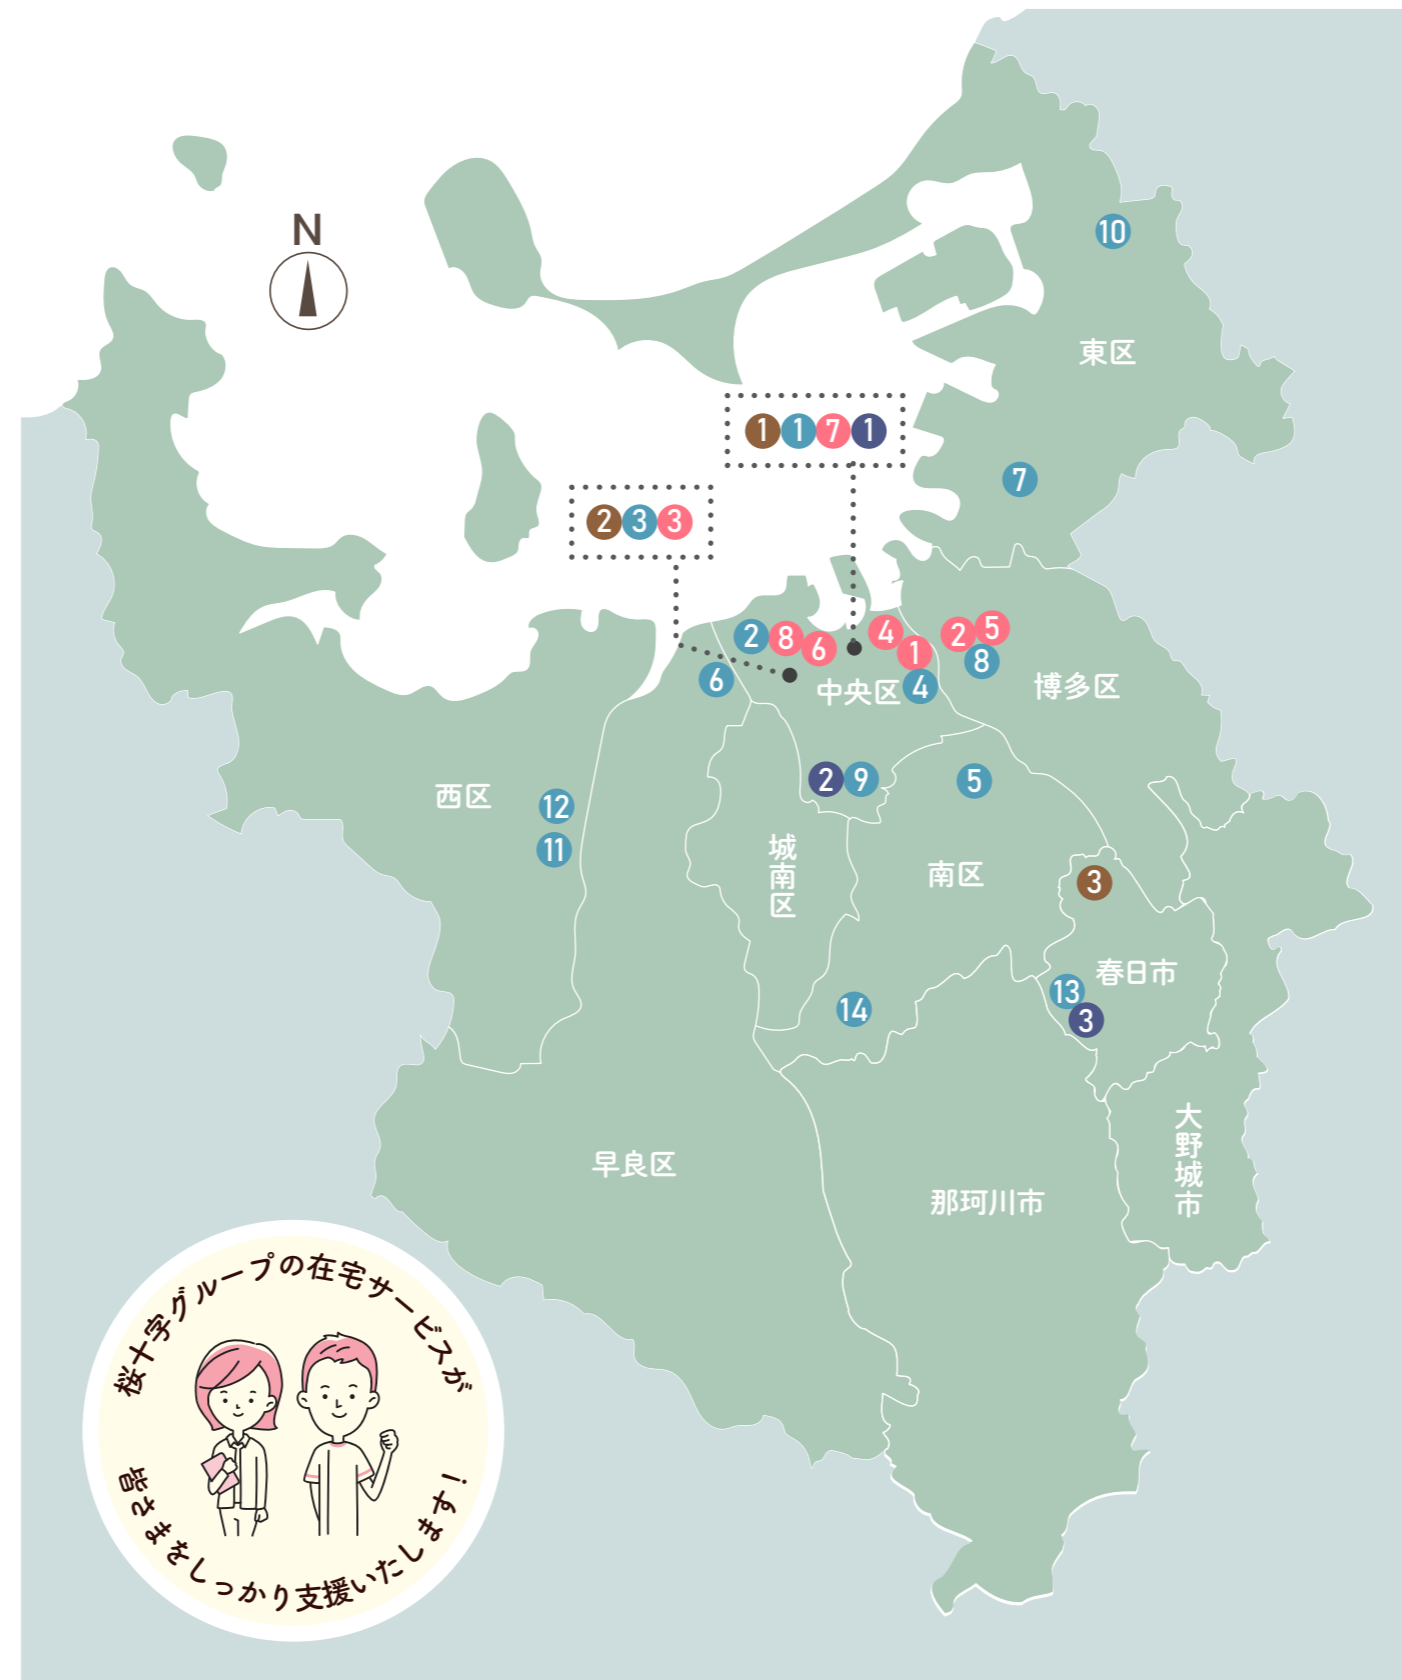 N
10
東区
1 1 7 1
7
2 3 3
2 8 6
4
1
2 5
8
6
中央区 4
博多区
2 9
5
西区
12
11
城南区
南区
3
春日市
13
3
14
大野城市
早良区
那珂川市
桜十字グループの在宅サービスが
皆さまをしっかり支援いたします!